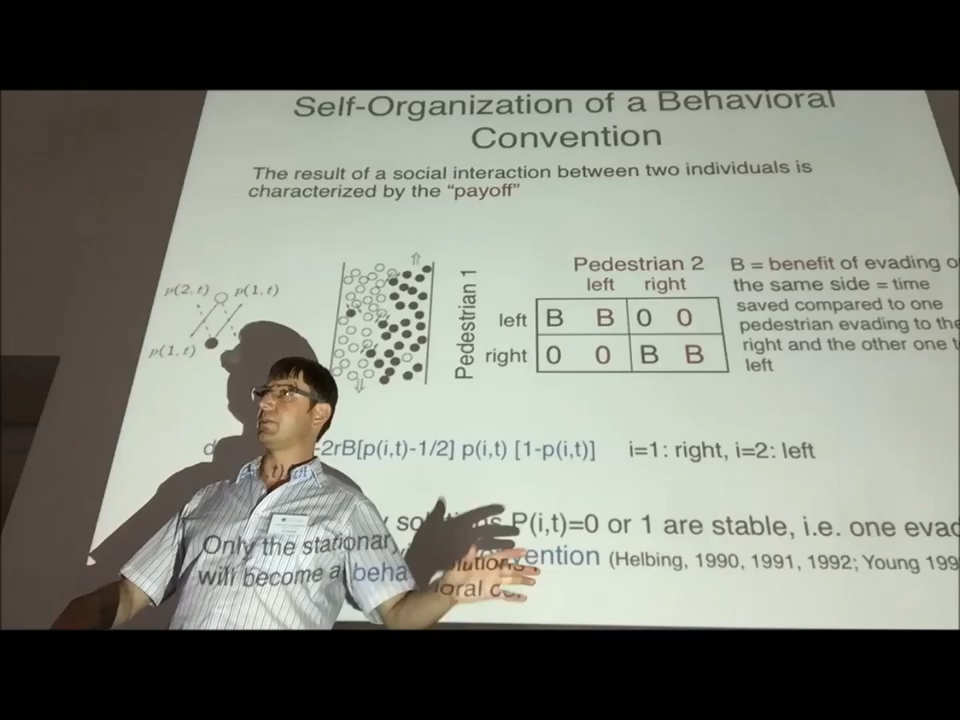 Self-Organization of a Behavioral
Convention
The result of a social interaction between two individuals is
characterized by the "payoff"
p(2,t) p(1,t)
p(1,t)
Pedestrian 1
Pedestrian 2
left right
left B B 0 0
right 0 0 B B
B = benefit of evading
the same side = time
saved compared to one
pedestrian evading to the
right and the other one
left
2rB[p(i,t)-1/2] p(i,t) [1-p(i,t)] i=1: right, i=2: left
Only the stationary solutions P(i,t)=0 or 1 are stable, i.e. one
will become a behavioral convention (Helbing, 1990, 1991, 1992; Young